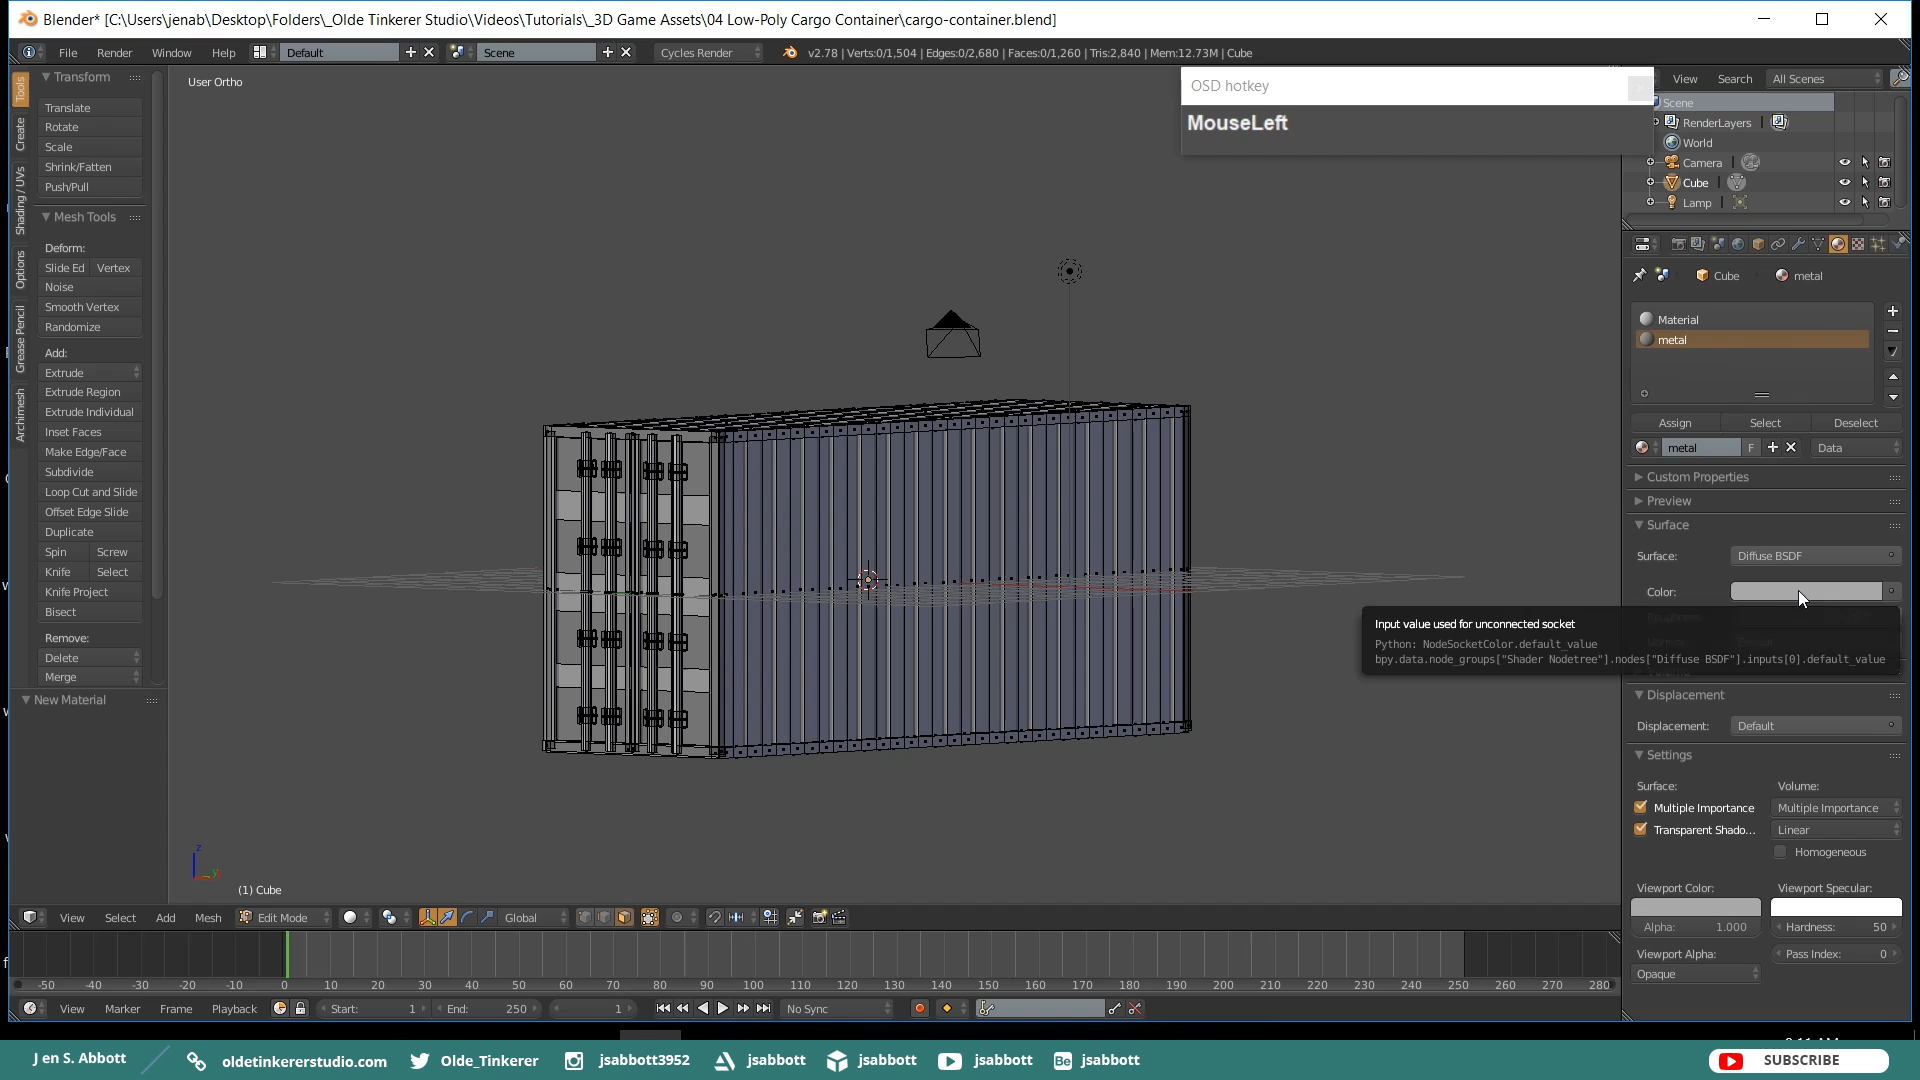 Blender* [C:\Users\jenab\Desktop\Folders\_Olde Tinkerer Studio\Videos\Tutorials\_3D Game Assets\04 Low-Poly Cargo Container\cargo-container.blend]
File Render Window Help Default Scene Cycles Render v2.78 | Verts:0/1,504 | Edges:0/2,680 | Faces:0/1,260 | Tris:2,840 | Mem:12.73M | Cube
Tools
Create
Shading / UVs
Options
Grease Pencil
Archimesh
Transform
Translate
Rotate
Scale
Shrink/Fatten
Push/Pull
Mesh Tools
Deform:
Slide Ed Vertex
Noise
Smooth Vertex
Randomize
Add:
Extrude
Extrude Region
Extrude Individual
Inset Faces
Make Edge/Face
Subdivide
Loop Cut and Slide
Offset Edge Slide
Duplicate
Spin Screw
Knife Select
Knife Project
Bisect
Remove:
Delete
Merge
New Material
User Ortho
OSD hotkey
MouseLeft
z
y
(1) Cube
View Search All Scenes
Scene
RenderLayers
World
Camera
Cube
Lamp
Cube metal
Material
metal
Assign Select Deselect
metal F Data
Custom Properties
Preview
Surface
Surface: Diffuse BSDF
Color:
Input value used for unconnected socket
Python: NodeSocketColor.default_value
bpy.data.node_groups["Shader Nodetree"].nodes["Diffuse BSDF"].inputs[0].default_value
Displacement
Displacement: Default
Settings
Surface: Volume:
Multiple Importance Multiple Importance
Transparent Shado... Linear
Homogeneous
Viewport Color: Viewport Specular:
Alpha: 1.000 Hardness: 50
Viewport Alpha: Pass Index: 0
Opaque
View Select Add Mesh Edit Mode Global
-50 -40 -30 -20 -10 0 10 20 30 40 50 60 70 80 90 100 110 120 130 140 150 160 170 180 190 200 210 220 230 240 250 260 270 280
View Marker Frame Playback Start: 1 End: 250 1 No Sync
Jen S. Abbott oldetinkererstudio.com Olde_Tinkerer jsabbott3952 jsabbott jsabbott jsabbott Be jsabbott SUBSCRIBE